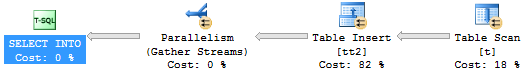 T-SQL
SELECT INTO
Cost: 0 %
Parallelism
(Gather Streams)
Cost: 0 %
Table Insert
[tt2]
Cost: 82 %
Table Scan
[t]
Cost: 18 %